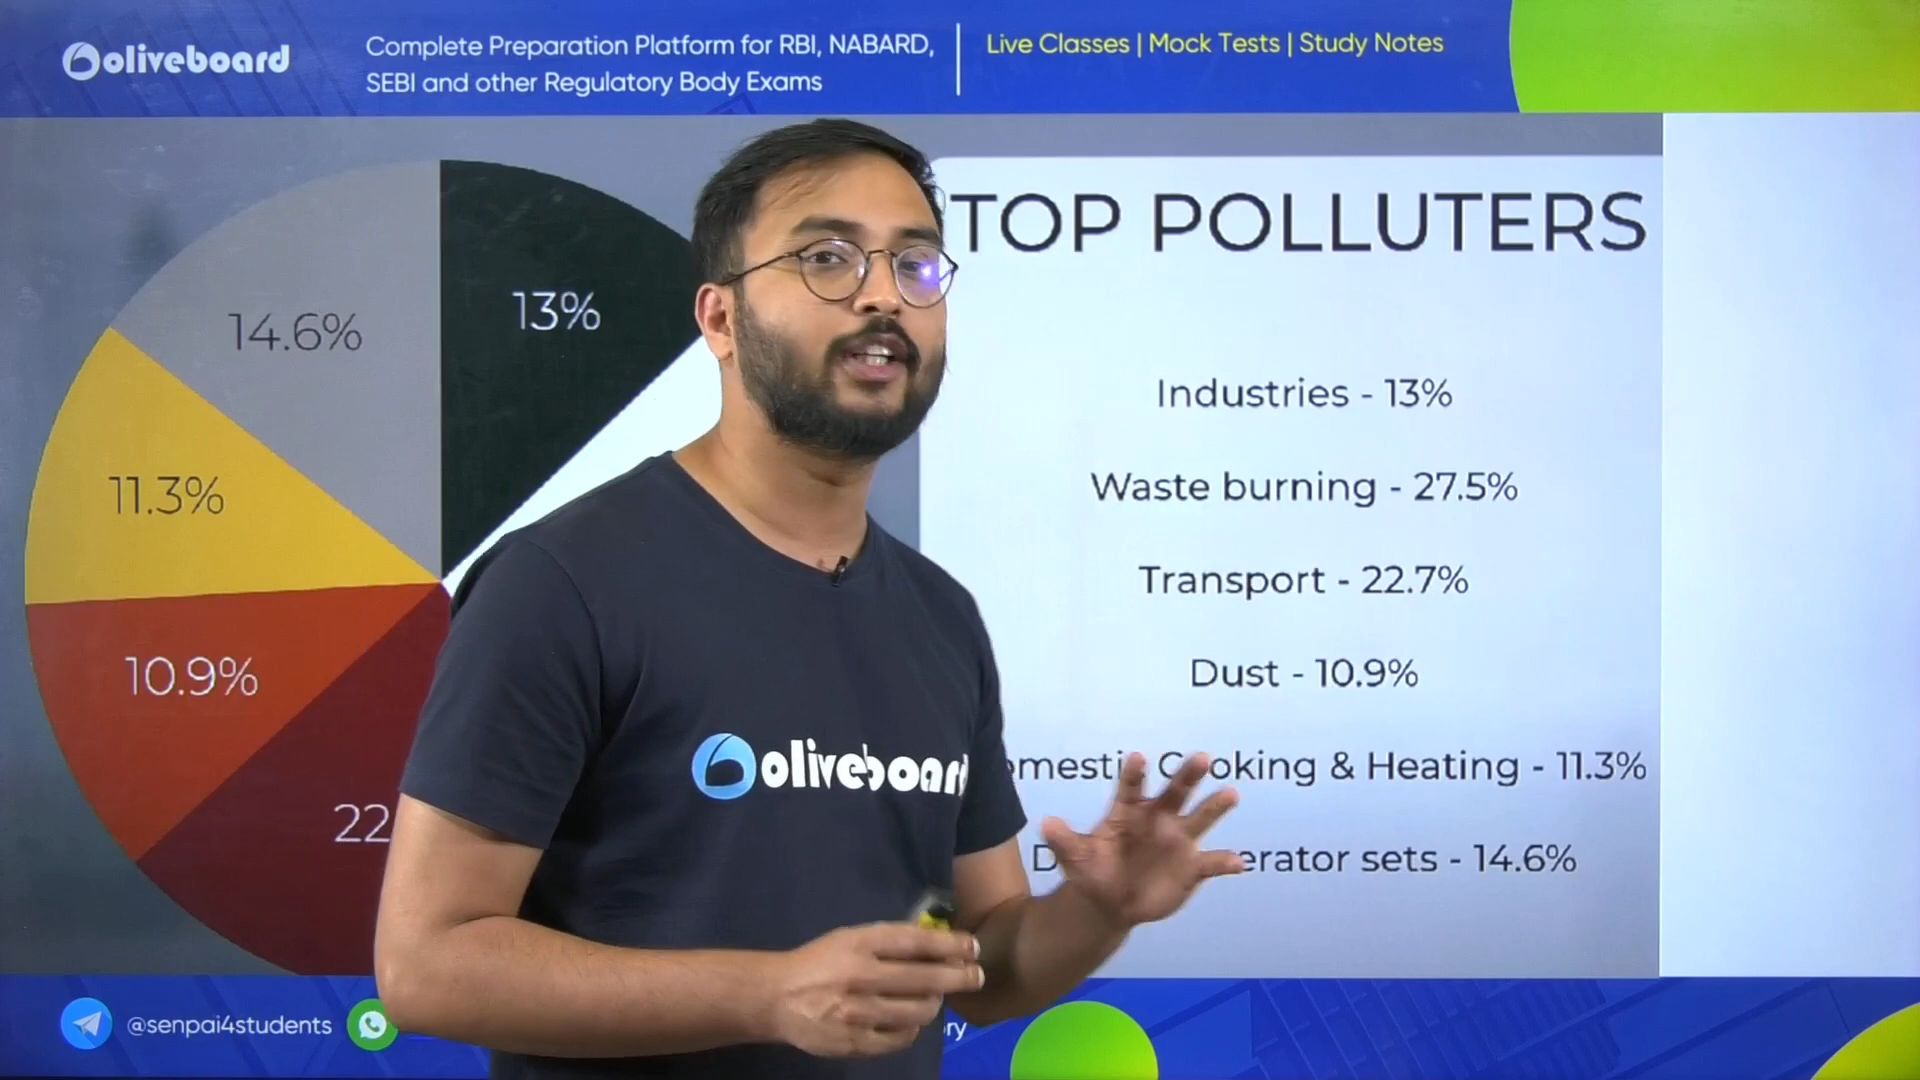 oliveboard
Complete Preparation Platform for RBI, NABARD,
SEBI and other Regulatory Body Exams
Live Classes | Mock Tests | Study Notes
TOP POLLUTERS
14.6%
13%
11.3%
10.9%
22
Industries - 13%
Waste burning - 27.5%
Transport - 22.7%
Dust - 10.9%
Cooking & Heating - 11.3%
sets - 14.6%
oliveboard
@senpai4students